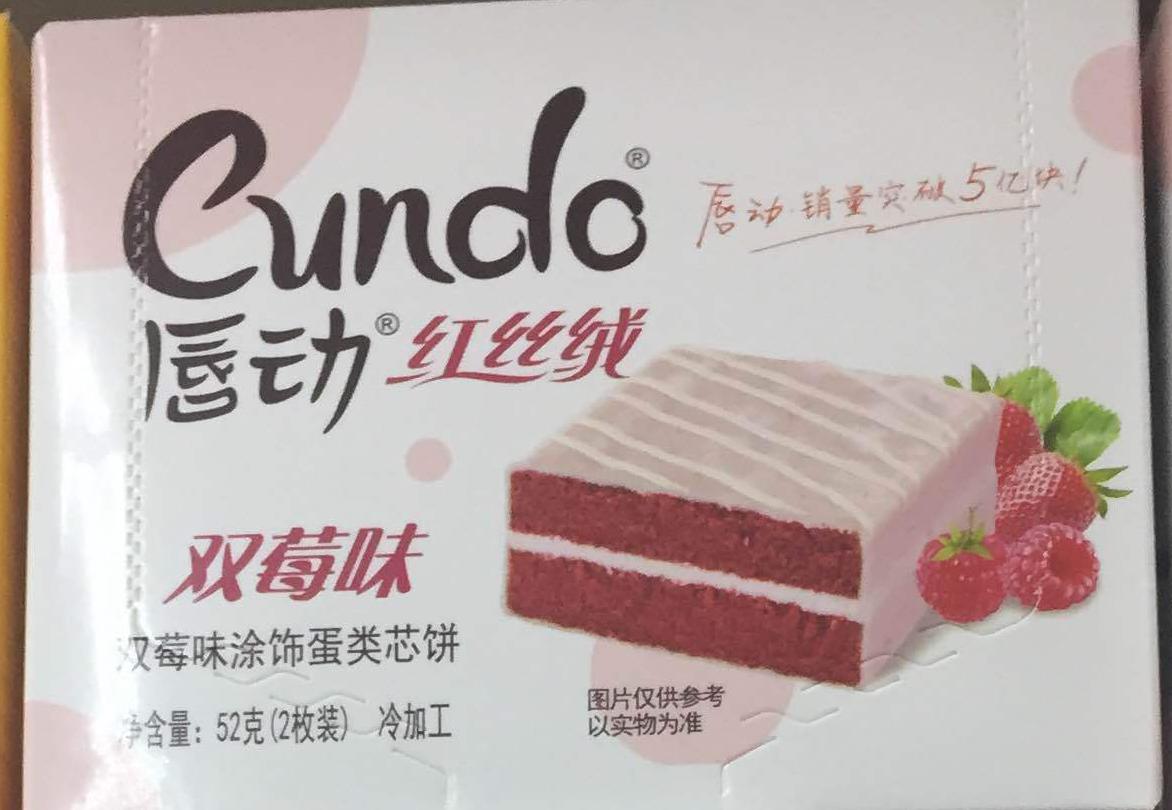 Cundo®
唇动·销量突破5亿块!
唇动®红丝绒
双莓味
双莓味涂饰蛋类芯饼
净含量：52克(2枚装) 冷加工
图片仅供参考
以实物为准